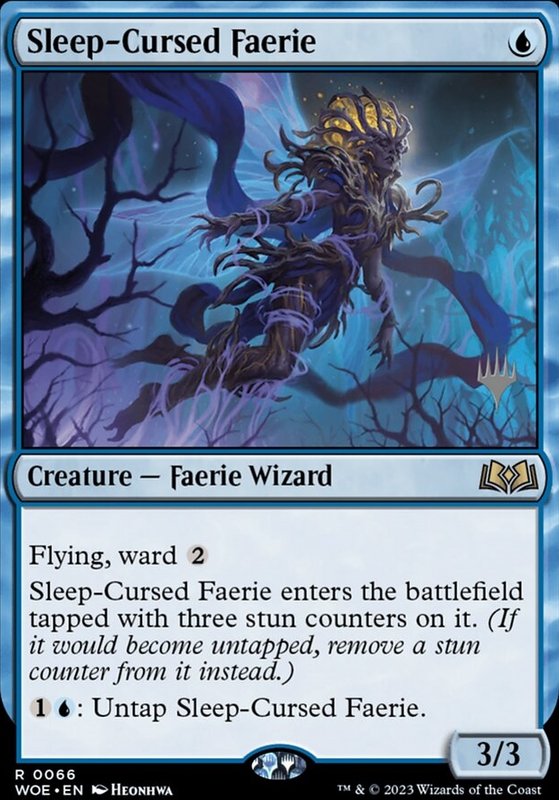 Sleep-Cursed Faerie
Creature — Faerie Wizard
Flying, ward 2
Sleep-Cursed Faerie enters the battlefield
tapped with three stun counters on it. (If
it would become untapped, remove a stun
counter from it instead.)
1: Untap Sleep-Cursed Faerie.
3/3
R 0066
WOE • EN Heonhwa
™ & © 2023 Wizards of the Coast